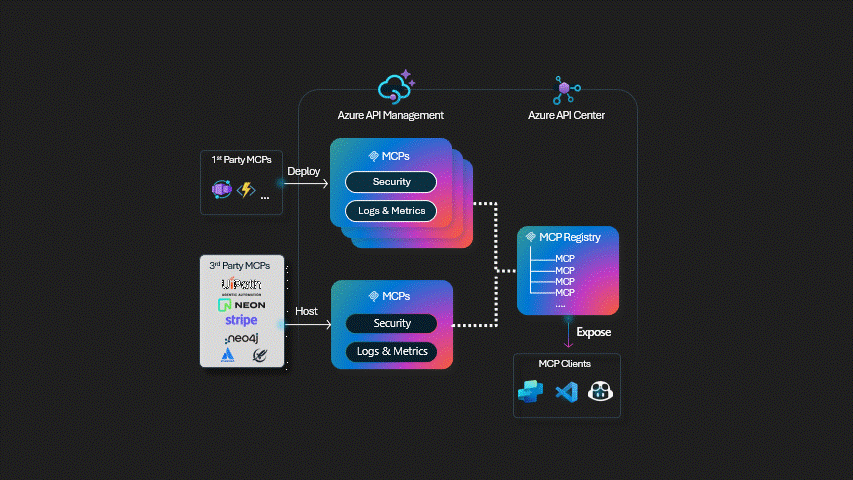 Azure API Management
Azure API Center
1st Party MCPs
...
Deploy
MCPs
Security
Logs & Metrics
3rd Party MCPs
UiPath
AGENTIC AUTOMATION
NEON
stripe
neo4j
Host
MCPs
Security
Logs & Metrics
MCP Registry
MCP
MCP
MCP
MCP
....
Expose
MCP Clients